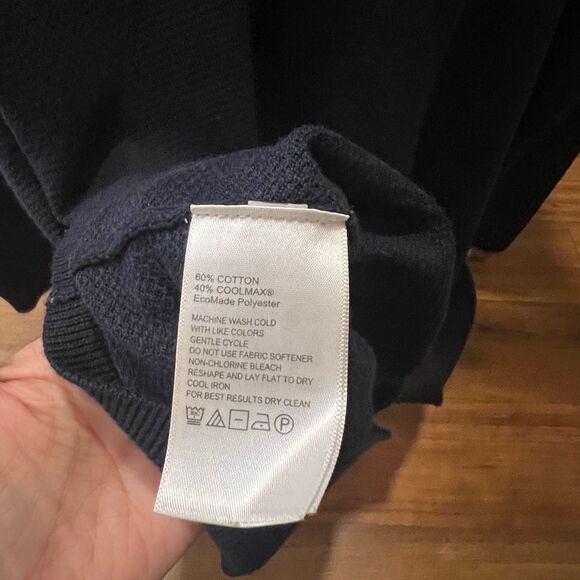 60% COTTON
40% COOLMAX®
EcoMade Polyester
MACHINE WASH COLD
WITH LIKE COLORS
GENTLE CYCLE
DO NOT USE FABRIC SOFTENER
NON-CHLORINE BLEACH
RESHAPE AND LAY FLAT TO DRY
COOL IRON
FOR BEST RESULTS DRY CLEAN